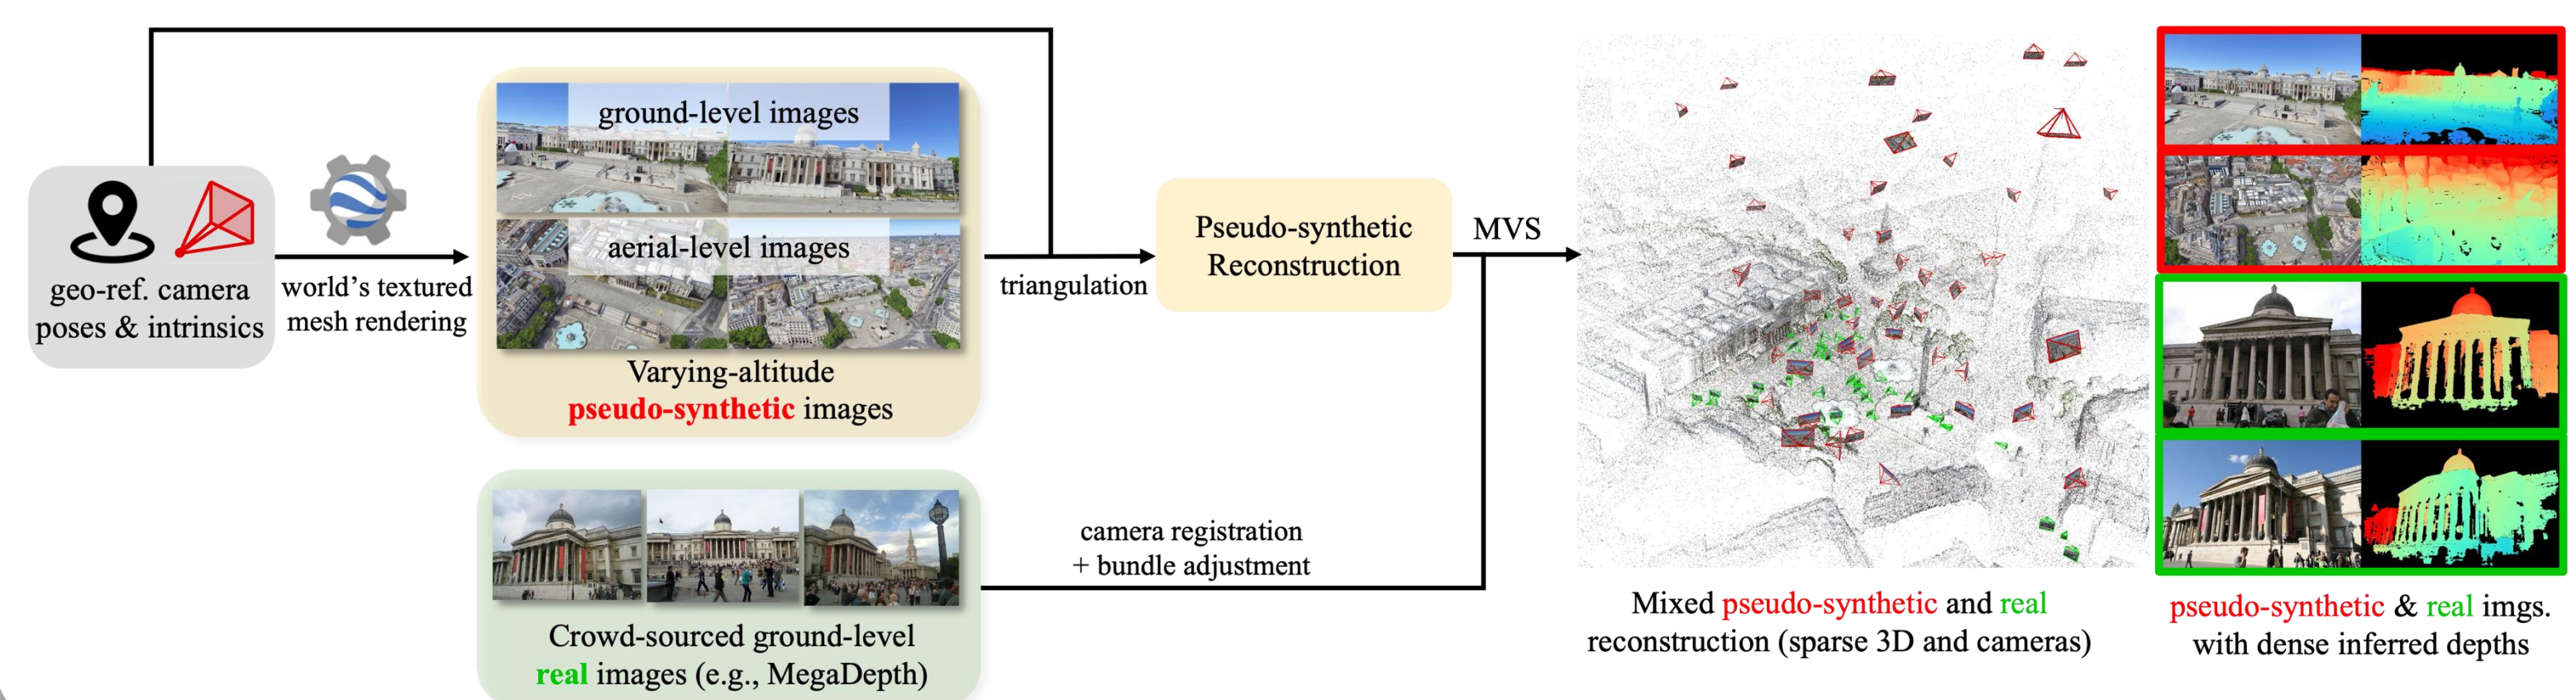 geo-ref. camera
poses & intrinsics
world's textured
mesh rendering
ground-level images
aerial-level images
Varying-altitude
pseudo-synthetic images
triangulation
Pseudo-synthetic
Reconstruction
MVS
Crowd-sourced ground-level
real images (e.g., MegaDepth)
camera registration
+ bundle adjustment
Mixed pseudo-synthetic and real
reconstruction (sparse 3D and cameras)
pseudo-synthetic & real imgs.
with dense inferred depths